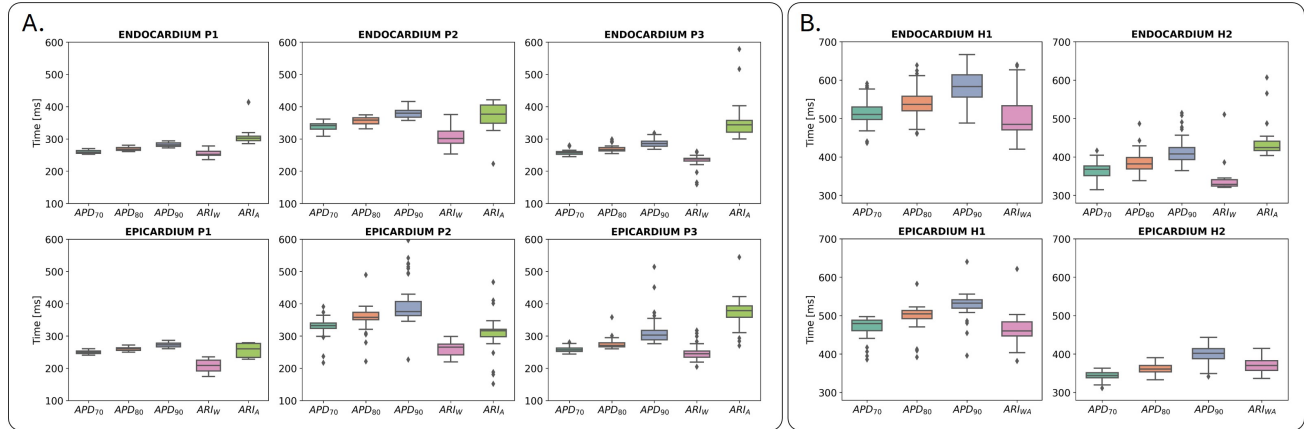 A.
ENDOCARDIUM P1
ENDOCARDIUM P2
ENDOCARDIUM P3
Time [ms]
600
500
400
300
200
100
APD70
APD80
APD90
ARIW
ARIA
600
500
400
300
200
100
APD70
APD80
APD90
ARIW
ARIA
600
500
400
300
200
100
APD70
APD80
APD90
ARIW
ARIA
EPICARDIUM P1
EPICARDIUM P2
EPICARDIUM P3
Time [ms]
600
500
400
300
200
100
APD70
APD80
APD90
ARIW
ARIA
600
500
400
300
200
100
APD70
APD80
APD90
ARIW
ARIA
600
500
400
300
200
100
APD70
APD80
APD90
ARIW
ARIA
B.
ENDOCARDIUM H1
ENDOCARDIUM H2
Time [ms]
700
600
500
400
300
APD70
APD80
APD90
ARIWA
700
600
500
400
300
APD70
APD80
APD90
ARIW
ARIA
EPICARDIUM H1
EPICARDIUM H2
Time [ms]
700
600
500
400
300
APD70
APD80
APD90
ARIWA
700
600
500
400
300
APD70
APD80
APD90
ARIWA